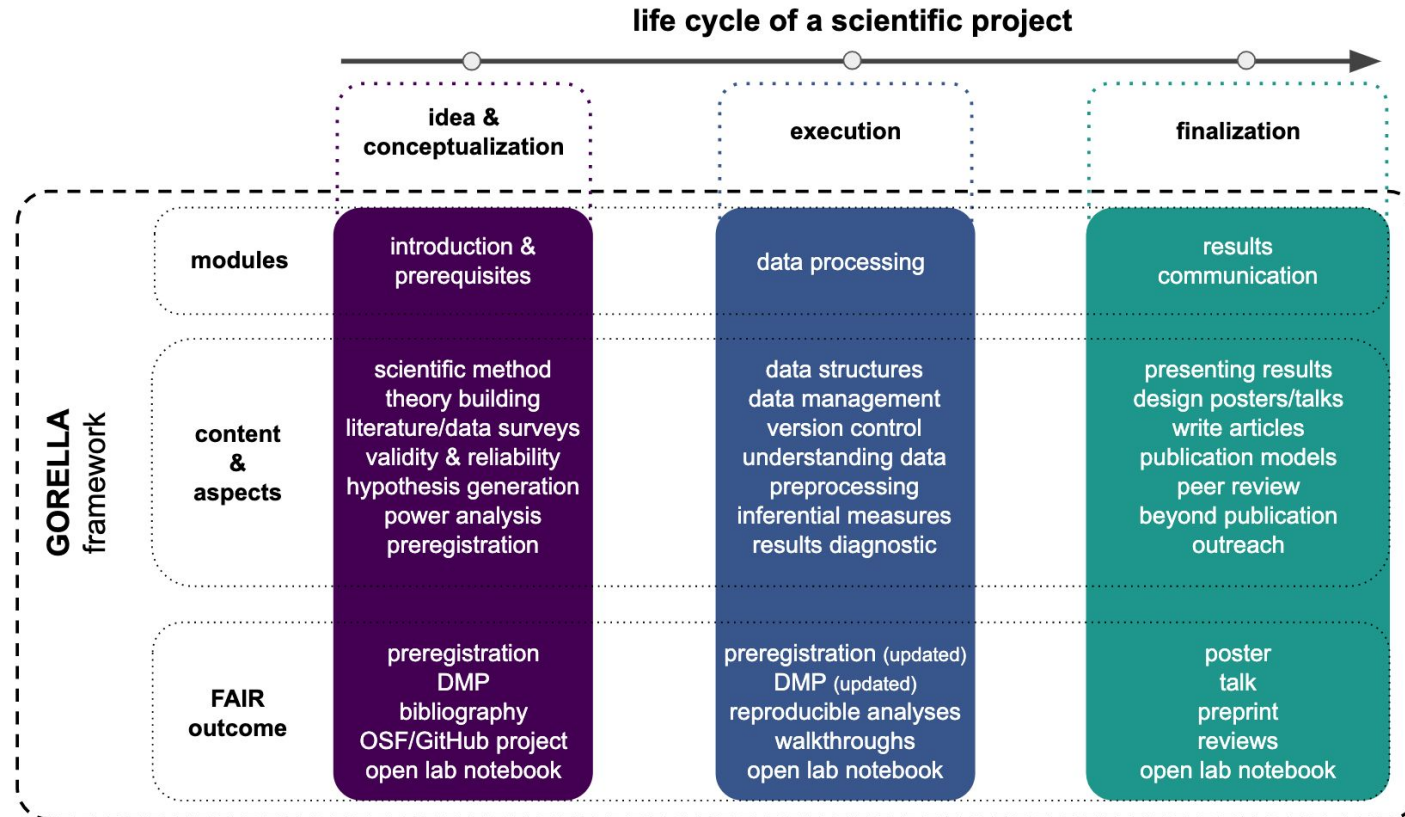 life cycle of a scientific project
idea &
conceptualization
execution
finalization
GORELLA
framework
modules
introduction &
prerequisites
data processing
results
communication
content
&
aspects
scientific method
theory building
literature/data surveys
validity & reliability
hypothesis generation
power analysis
preregistration
data structures
data management
version control
understanding data
preprocessing
inferential measures
results diagnostic
presenting results
design posters/talks
write articles
publication models
peer review
beyond publication
outreach
FAIR
outcome
preregistration
DMP
bibliography
OSF/GitHub project
open lab notebook
preregistration (updated)
DMP (updated)
reproducible analyses
walkthroughs
open lab notebook
poster
talk
preprint
reviews
open lab notebook